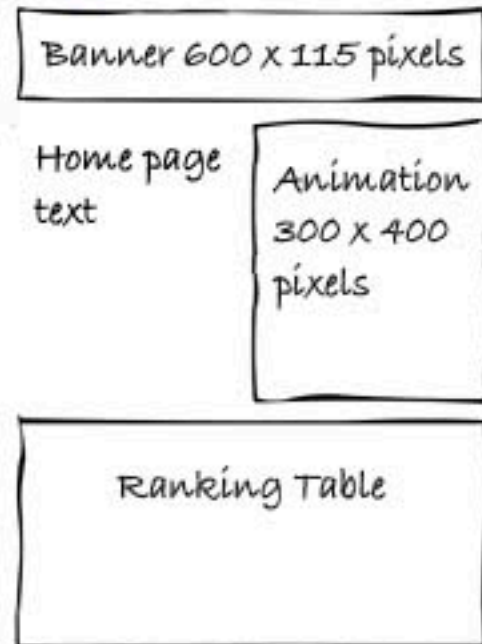 Banner 600 x 115 pixels
Home page
text
Animation
300 x 400
pixels
Ranking Table